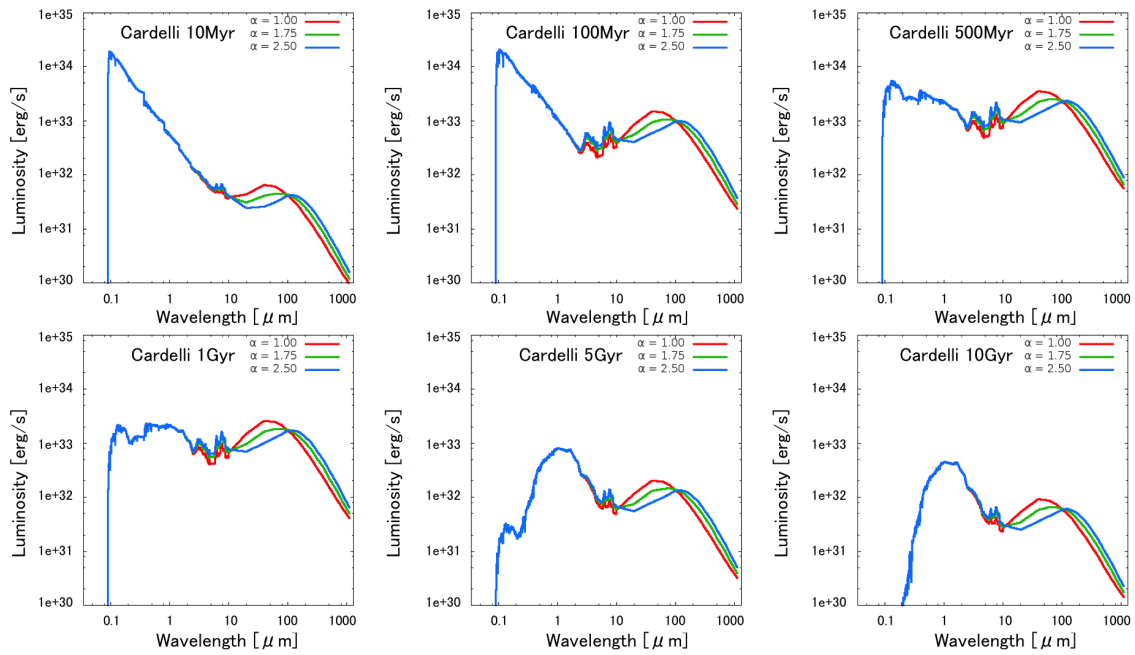 Cardelli 10Myr
α = 1.00
α = 1.75
α = 2.50
1e+35
1e+34
1e+33
1e+32
1e+31
1e+30
Luminosity [erg/s]
0.1 1 10 100 1000
Wavelength [μm]
Cardelli 100Myr
α = 1.00
α = 1.75
α = 2.50
1e+35
1e+34
1e+33
1e+32
1e+31
1e+30
Luminosity [erg/s]
0.1 1 10 100 1000
Wavelength [μm]
Cardelli 500Myr
α = 1.00
α = 1.75
α = 2.50
1e+35
1e+34
1e+33
1e+32
1e+31
1e+30
Luminosity [erg/s]
0.1 1 10 100 1000
Wavelength [μm]
Cardelli 1Gyr
α = 1.00
α = 1.75
α = 2.50
1e+35
1e+34
1e+33
1e+32
1e+31
1e+30
Luminosity [erg/s]
0.1 1 10 100 1000
Wavelength [μm]
Cardelli 5Gyr
α = 1.00
α = 1.75
α = 2.50
1e+35
1e+34
1e+33
1e+32
1e+31
1e+30
Luminosity [erg/s]
0.1 1 10 100 1000
Wavelength [μm]
Cardelli 10Gyr
α = 1.00
α = 1.75
α = 2.50
1e+35
1e+34
1e+33
1e+32
1e+31
1e+30
Luminosity [erg/s]
0.1 1 10 100 1000
Wavelength [μm]